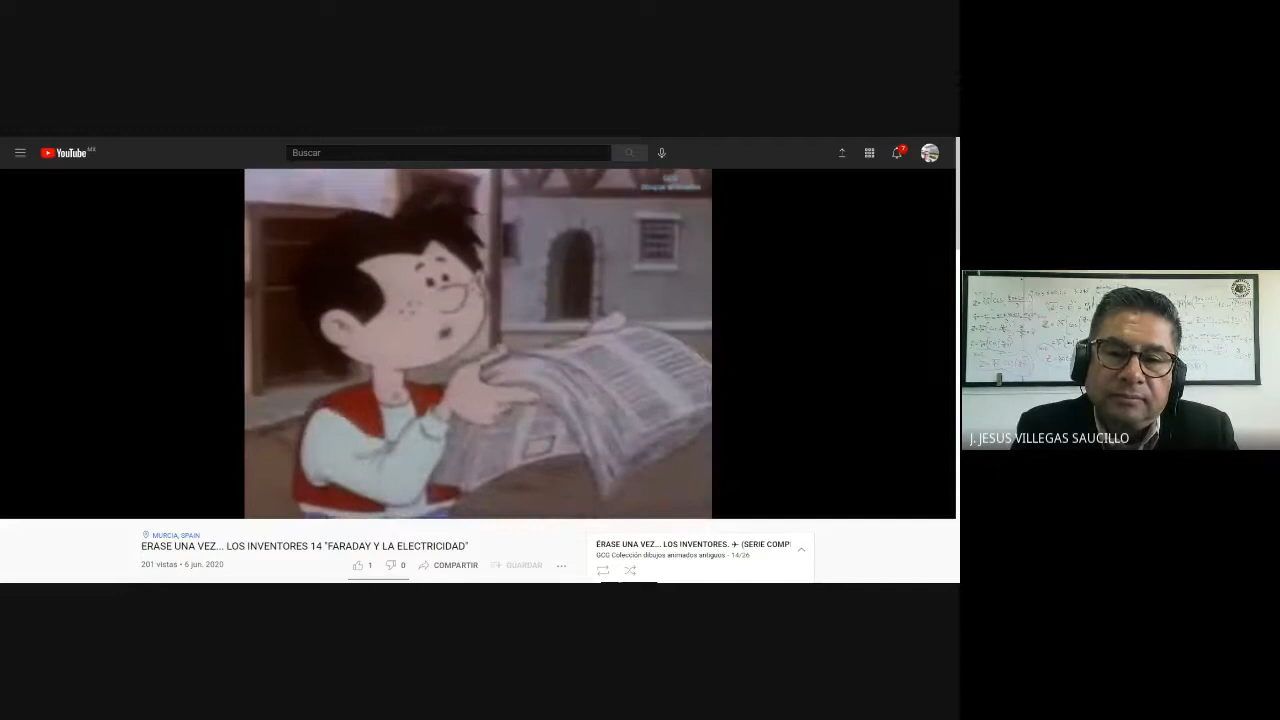 YouTube MX
Buscar
7
MURCIA, SPAIN
ERASE UNA VEZ... LOS INVENTORES 14 "FARADAY Y LA ELECTRICIDAD"
201 vistas • 6 jun. 2020
1
0
COMPARTIR
GUARDAR
ÉRASE UNA VEZ... LOS INVENTORES. ✈ (SERIE COMP
GCG Colección dibujos animados antiguos - 14/26
J. JESUS VILLEGAS SAUCILLO